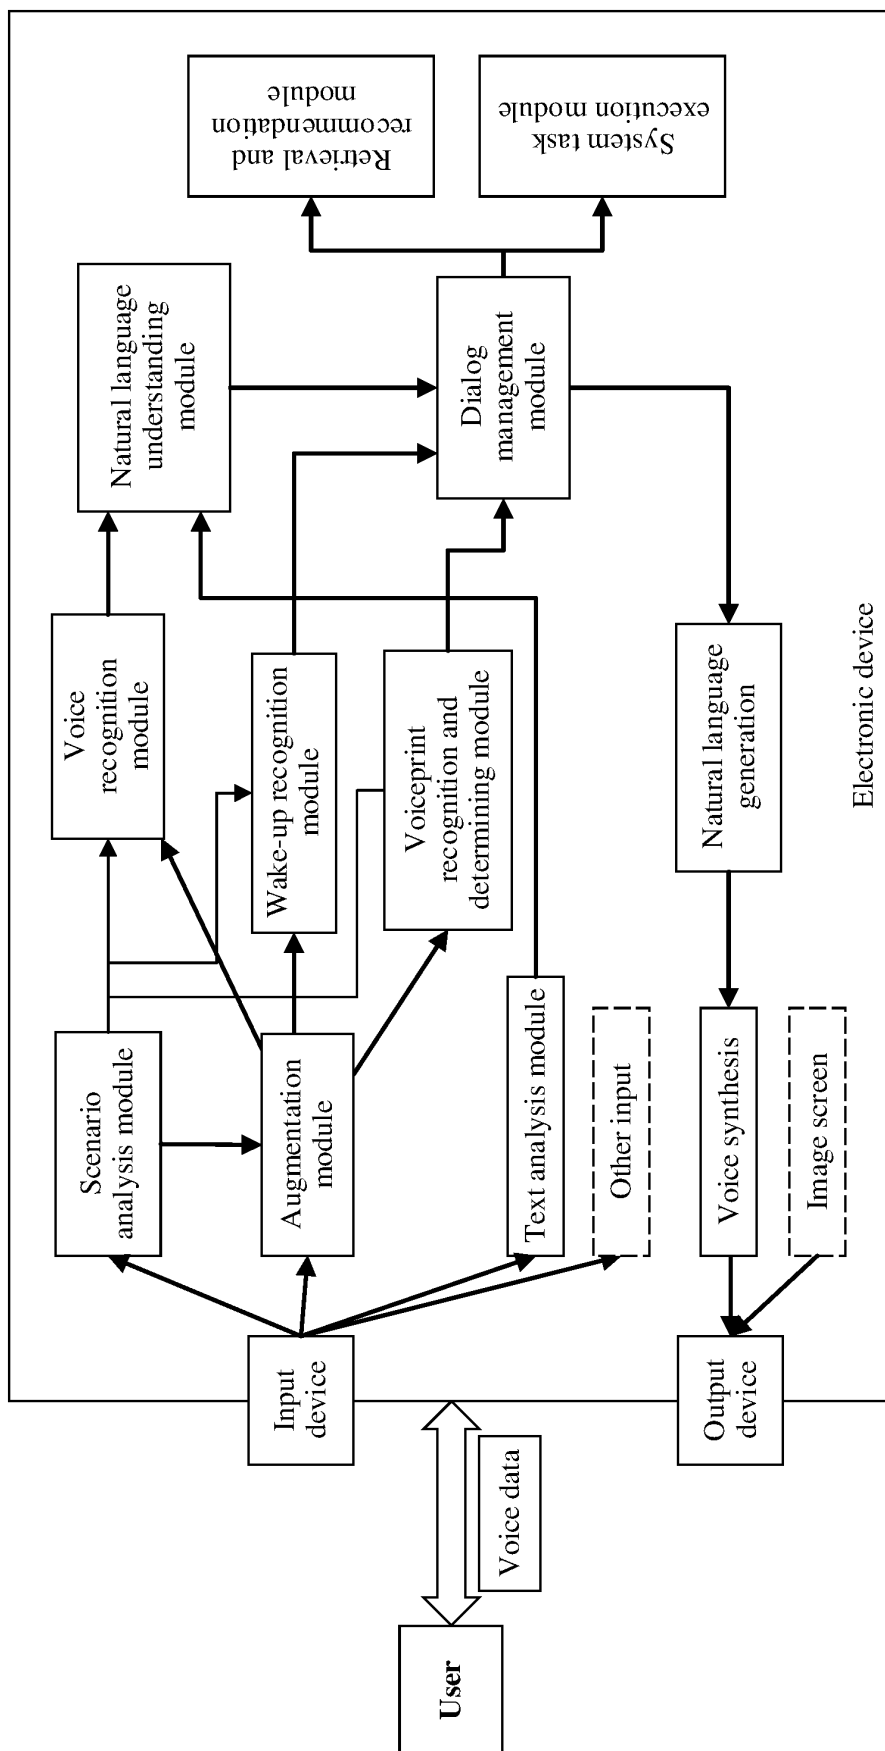 User
Voice data
Input
device
Output
device
Scenario
analysis module
Augmentation
module
Text analysis module
Other input
Voice synthesis
Image screen
Voice
recognition
module
Wake-up recognition
module
Voiceprint
recognition and
determining module
Natural language
generation
Natural language
understanding
module
Dialog
management
module
Retrieval and
recommendation
module
System task
execution module
Electronic device